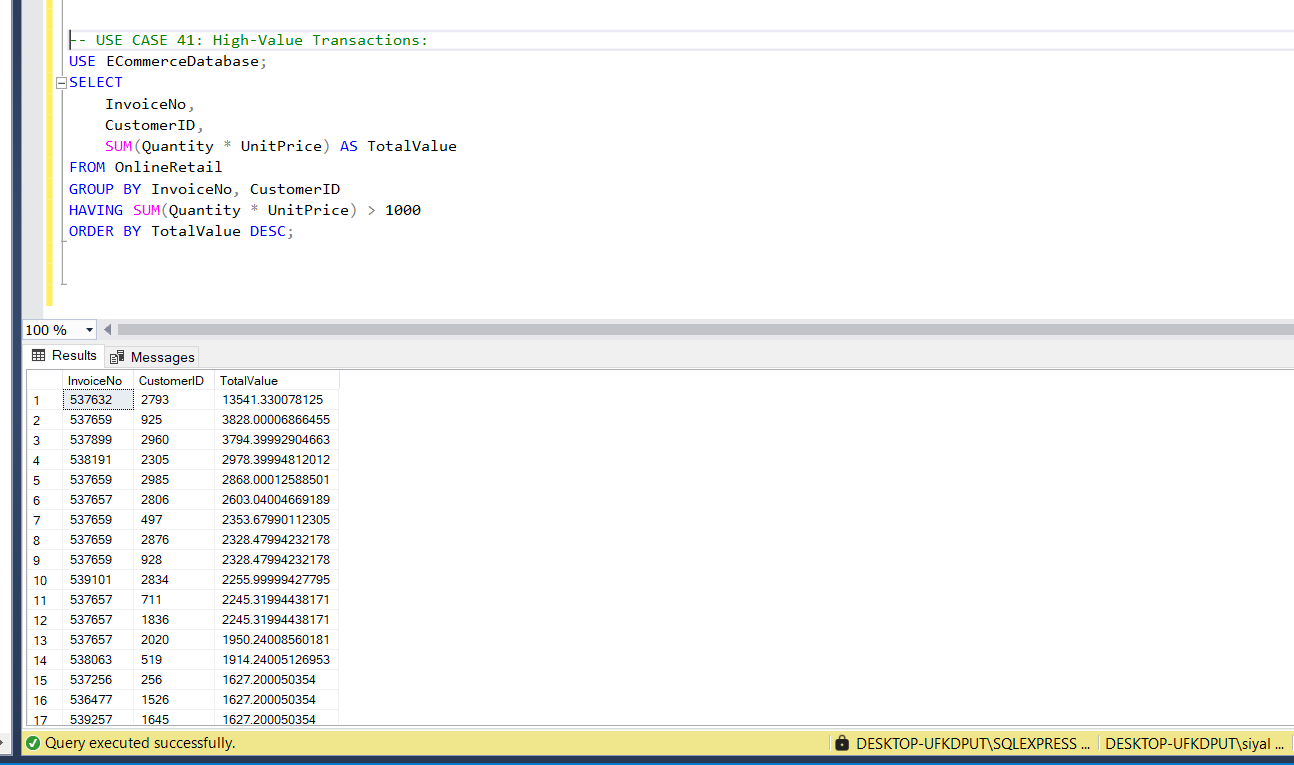 -- USE CASE 41: High-Value Transactions:
USE ECommerceDatabase;
SELECT
InvoiceNo,
CustomerID,
SUM(Quantity * UnitPrice) AS TotalValue
FROM OnlineRetail
GROUP BY InvoiceNo, CustomerID
HAVING SUM(Quantity * UnitPrice) > 1000
ORDER BY TotalValue DESC;
100 %
Results Messages
InvoiceNo CustomerID TotalValue
1 537632 2793 13541.330078125
2 537659 925 3828.00006866455
3 537899 2960 3794.39992904663
4 538191 2305 2978.39994812012
5 537659 2985 2868.00012588501
6 537657 2806 2603.04004669189
7 537659 497 2353.67990112305
8 537659 2876 2328.47994232178
9 537659 928 2328.47994232178
10 539101 2834 2255.99999427795
11 537657 711 2245.31994438171
12 537657 1836 2245.31994438171
13 537657 2020 1950.24008560181
14 538063 519 1914.24005126953
15 537256 256 1627.200050354
16 536477 1526 1627.200050354
17 539257 1645 1627.200050354
Query executed successfully. DESKTOP-UFKDPUT\SQLEXPRESS ... DESKTOP-UFKDPUT\siyal ...